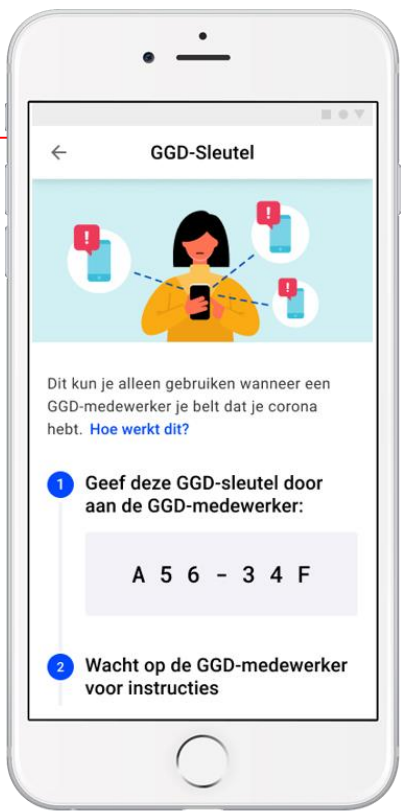 GGD-Sleutel
!
!
!
Dit kun je alleen gebruiken wanneer een
GGD-medewerker je belt dat je corona
hebt. Hoe werkt dit?
1 Geef deze GGD-sleutel door
aan de GGD-medewerker:
A 5 6 - 3 4 F
2 Wacht op de GGD-medewerker
voor instructies